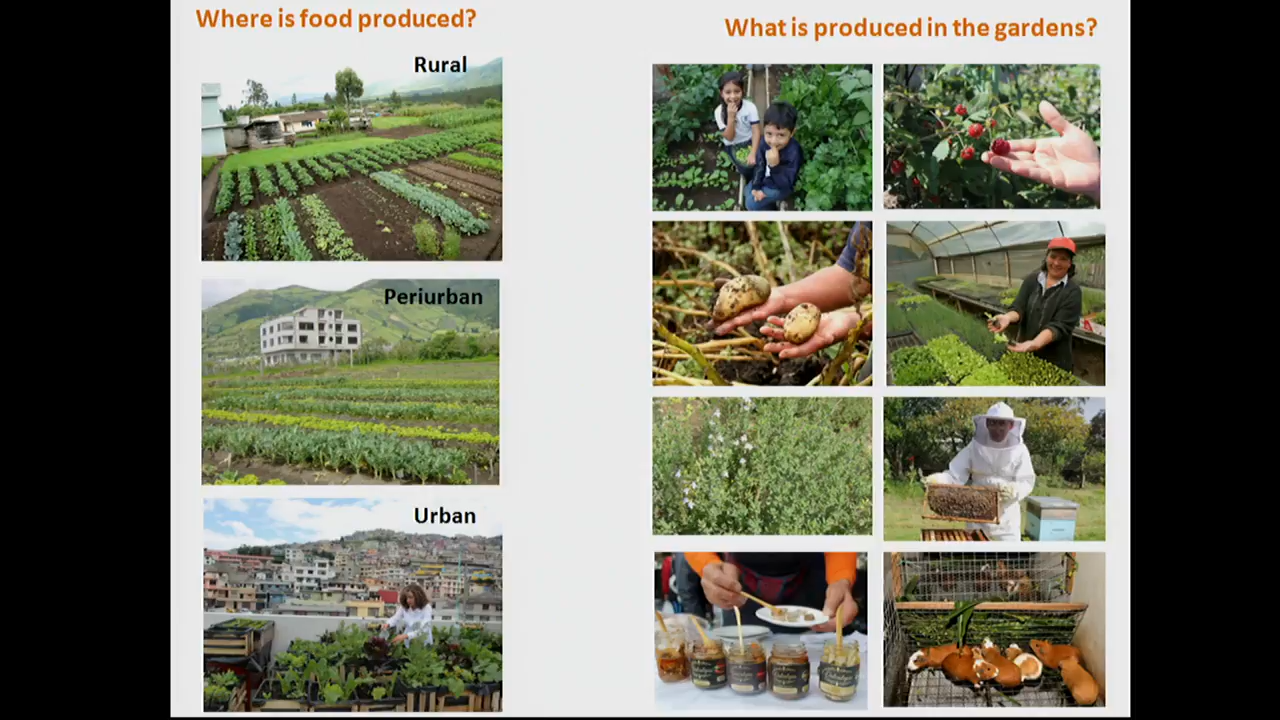 Where is food produced?
What is produced in the gardens?
Rural
Periurban
Urban